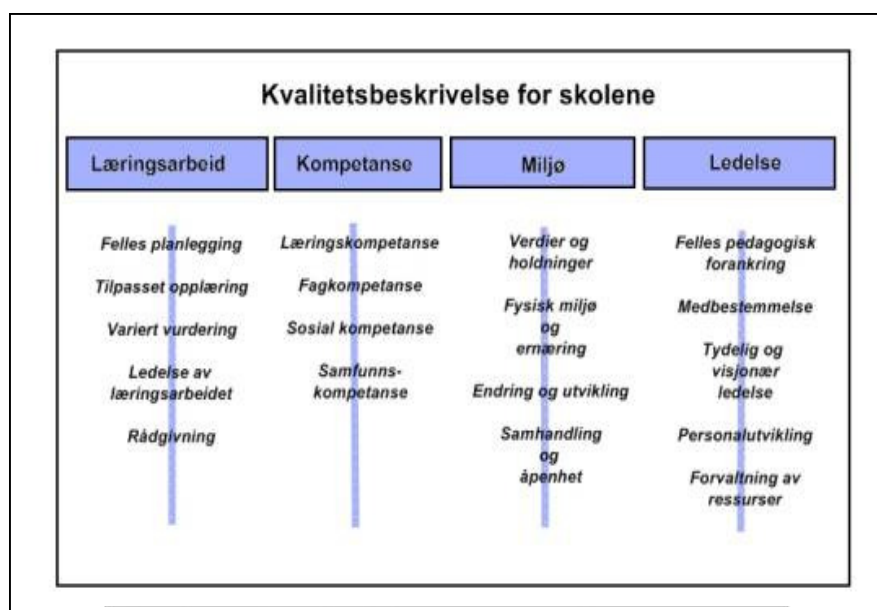 Kvalitetsbeskrivelse for skolene
Læringsarbeid
Felles planlegging
Tilpasset opplæring
Variert vurdering
Ledelse av
læringsarbeidet
Rådgivning
Kompetanse
Læringskompetanse
Fagkompetanse
Sosial kompetanse
Samfunns-
kompetanse
Miljø
Verdier og
holdninger
Fysisk miljø
og
ernæring
Endring og utvikling
Samhandling
og
åpenhet
Ledelse
Felles pedagogisk
forankring
Medbestemmelse
Tydelig og
visjonær
ledelse
Personalutvikling
Forvaltning av
ressurser